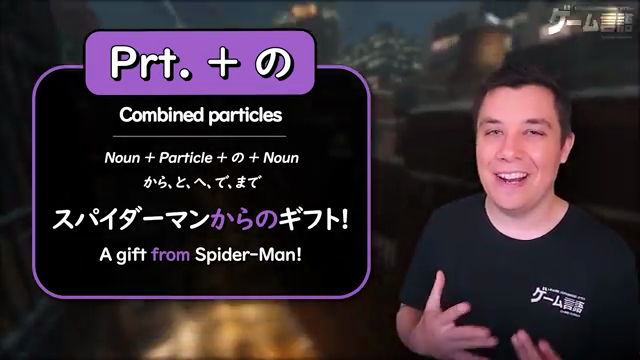 ゲーム言語
Prt. + の
Combined particles
Noun + Particle + の + Noun
から、と、へ、で、まで
スパイダーマンからのギフト!
A gift from Spider-Man!
ゲーム言語